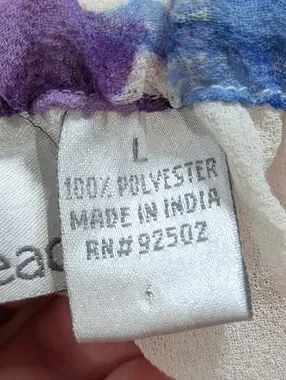 L
100% POLYESTER
MADE IN INDIA
RN# 92502